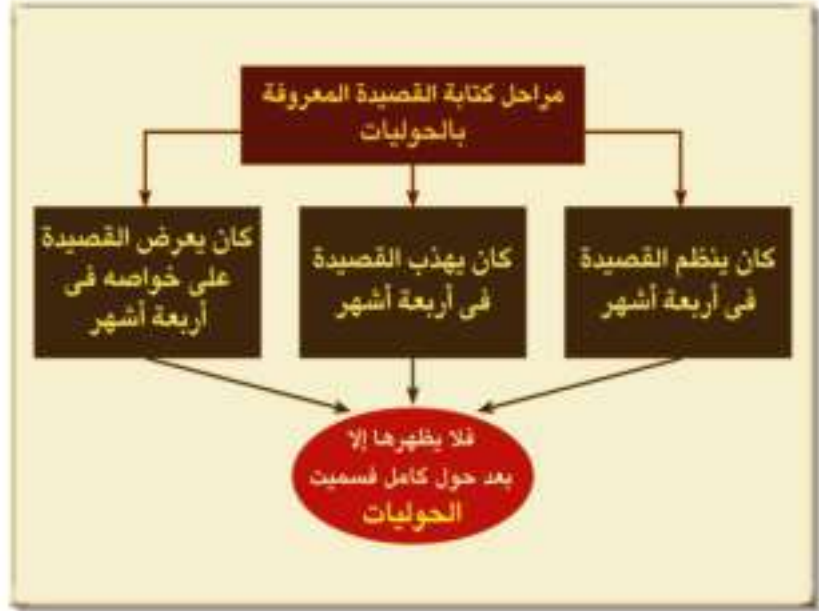 مراحل كتابة القصيدة المعروفة
بالحوليات
كان ينظم القصيدة
فى أربعة أشهر
كان يهذب القصيدة
فى أربعة أشهر
كان يعرض القصيدة
على خواصه فى
أربعة أشهر
فلا يظهرها إلا
بعد حول كامل فسميت
الحوليات